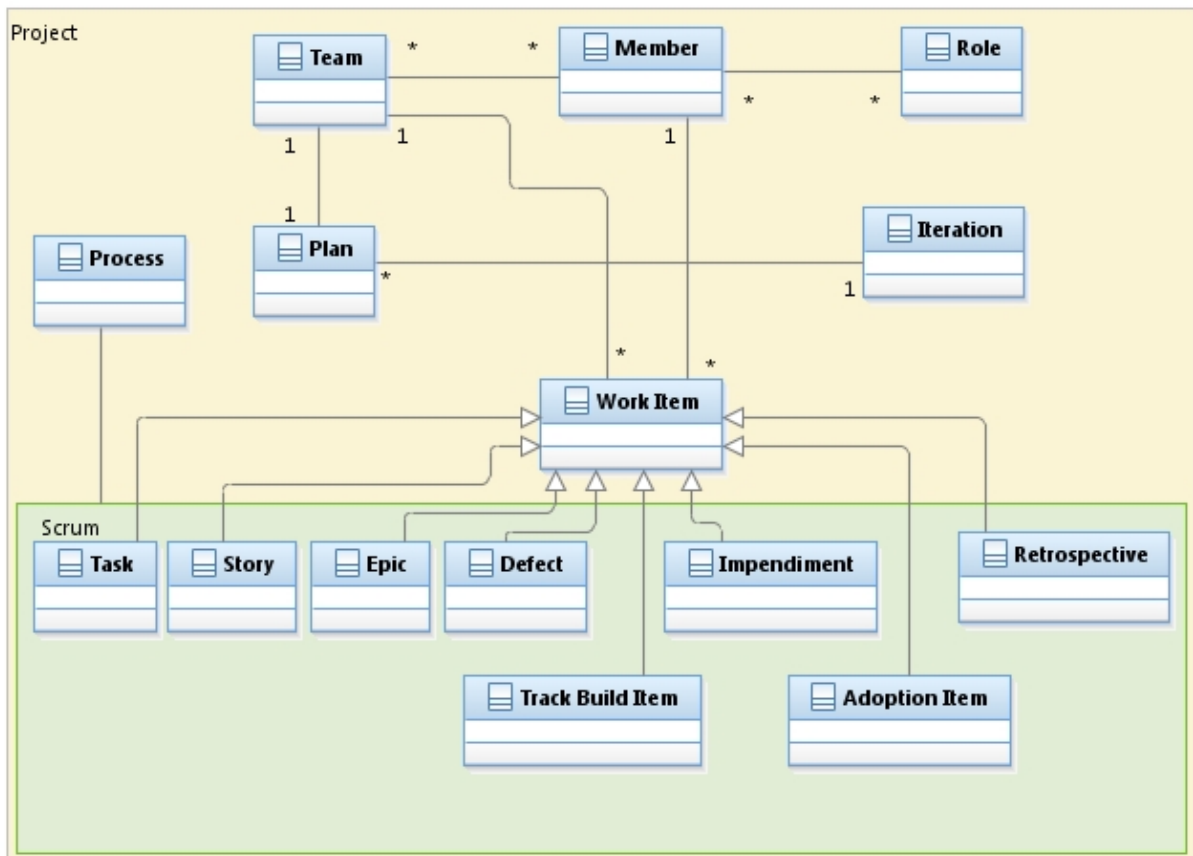 Project
Team
*
*
Member
Role
*
*
1
1
1
1
Plan
*
Iteration
1
Process
*
*
Work Item
Scrum
Task
Story
Epic
Defect
Impendiment
Retrospective
Track Build Item
Adoption Item